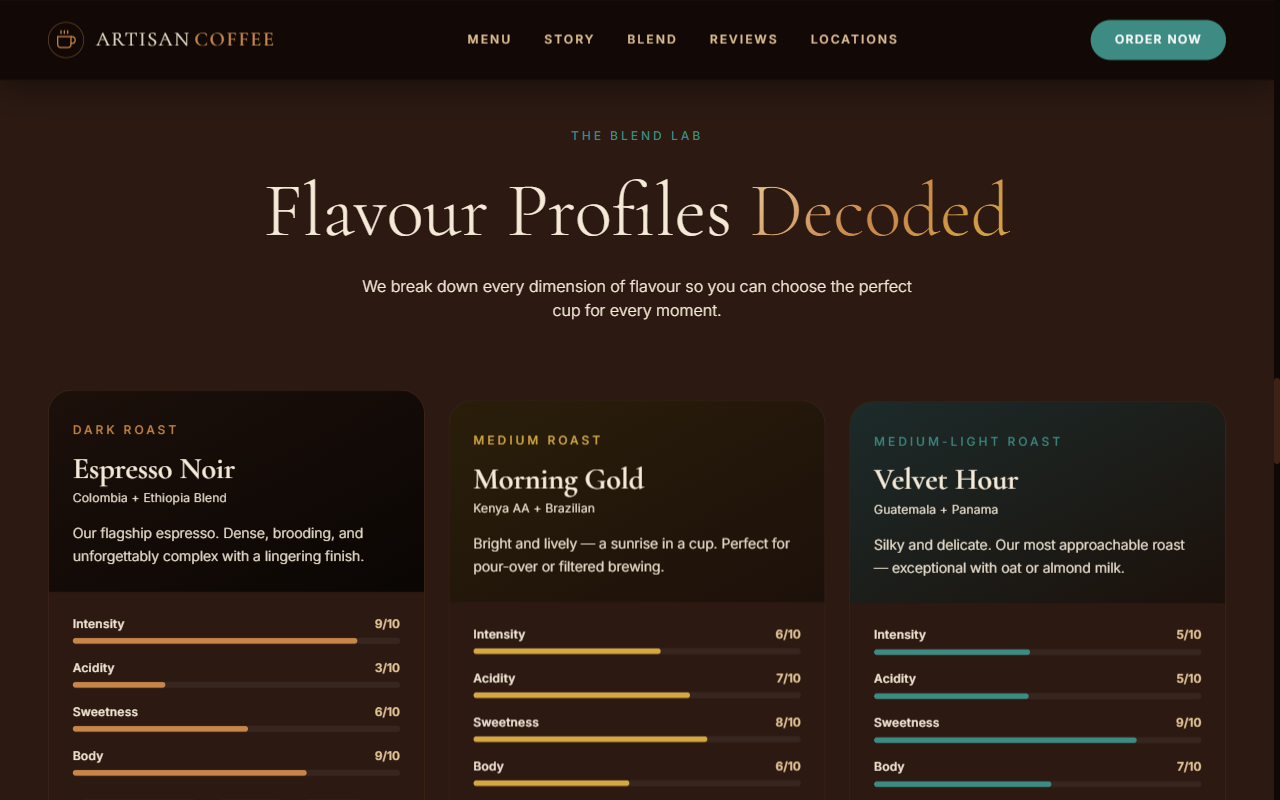 ARTISAN COFFEE
MENU
STORY
BLEND
REVIEWS
LOCATIONS
ORDER NOW
THE BLEND LAB
Flavour Profiles Decoded
We break down every dimension of flavour so you can choose the perfect
cup for every moment.
DARK ROAST
Espresso Noir
Colombia + Ethiopia Blend
Our flagship espresso. Dense, brooding, and
unforgettably complex with a lingering finish.
Intensity 9/10
Acidity 3/10
Sweetness 6/10
Body 9/10
MEDIUM ROAST
Morning Gold
Kenya AA + Brazilian
Bright and lively — a sunrise in a cup. Perfect for
pour-over or filtered brewing.
Intensity 6/10
Acidity 7/10
Sweetness 8/10
Body 6/10
MEDIUM-LIGHT ROAST
Velvet Hour
Guatemala + Panama
Silky and delicate. Our most approachable roast
— exceptional with oat or almond milk.
Intensity 5/10
Acidity 5/10
Sweetness 9/10
Body 7/10